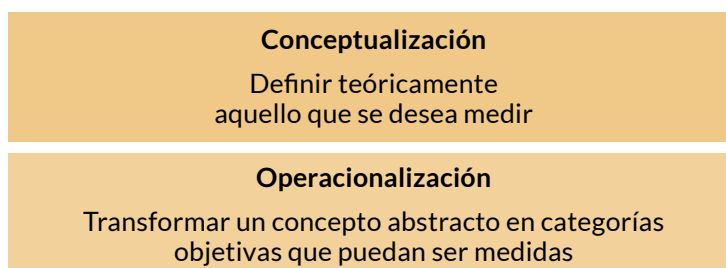 Conceptualización
Definir teóricamente
aquello que se desea medir
Operacionalización
Transformar un concepto abstracto en categorías
objetivas que puedan ser medidas